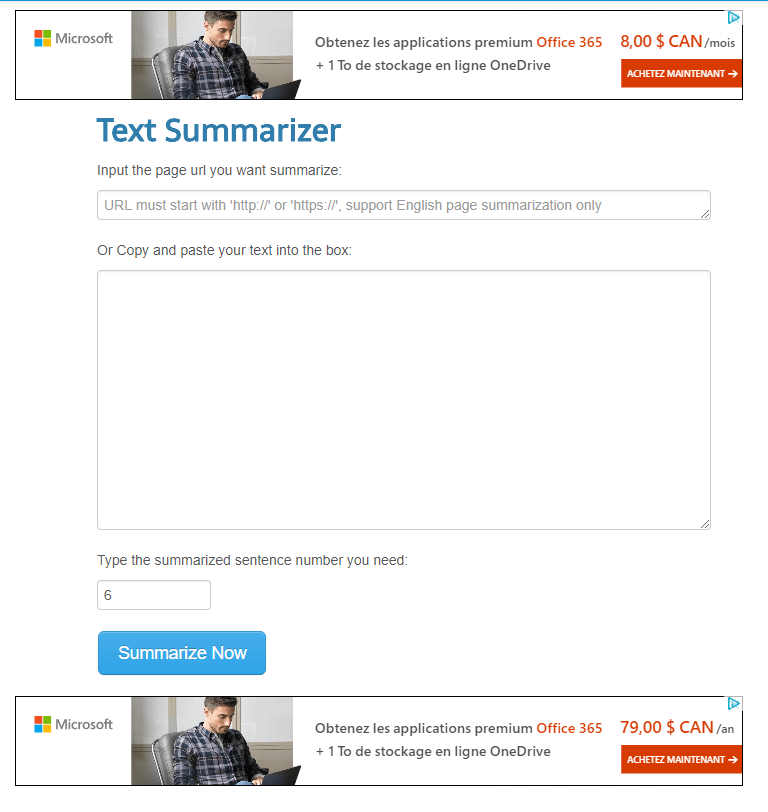 Microsoft
Obtenez les applications premium Office 365
+ 1 To de stockage en ligne OneDrive
8,00 $ CAN/mois
ACHETEZ MAINTENANT →
Text Summarizer
Input the page url you want summarize:
URL must start with 'http://' or 'https://', support English page summarization only
Or Copy and paste your text into the box:
Type the summarized sentence number you need:
6
Summarize Now
Microsoft
Obtenez les applications premium Office 365
+ 1 To de stockage en ligne OneDrive
79,00 $ CAN/an
ACHETEZ MAINTENANT →